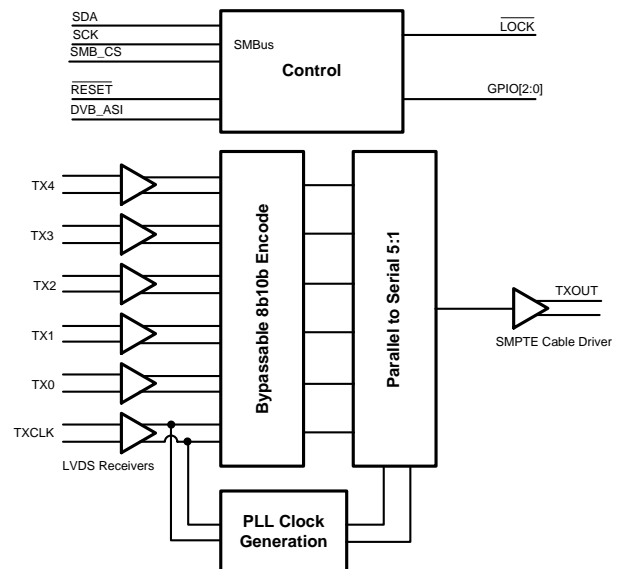 SDA
SCK
SMB_CS
RESET
DVB_ASI
SMBus
Control
LOCK
GPIO[2:0]
TX4
TX3
TX2
TX1
TX0
TXCLK
LVDS Receivers
Bypassable 8b10b Encode
Parallel to Serial 5:1
TXOUT
SMPTE Cable Driver
PLL Clock
Generation